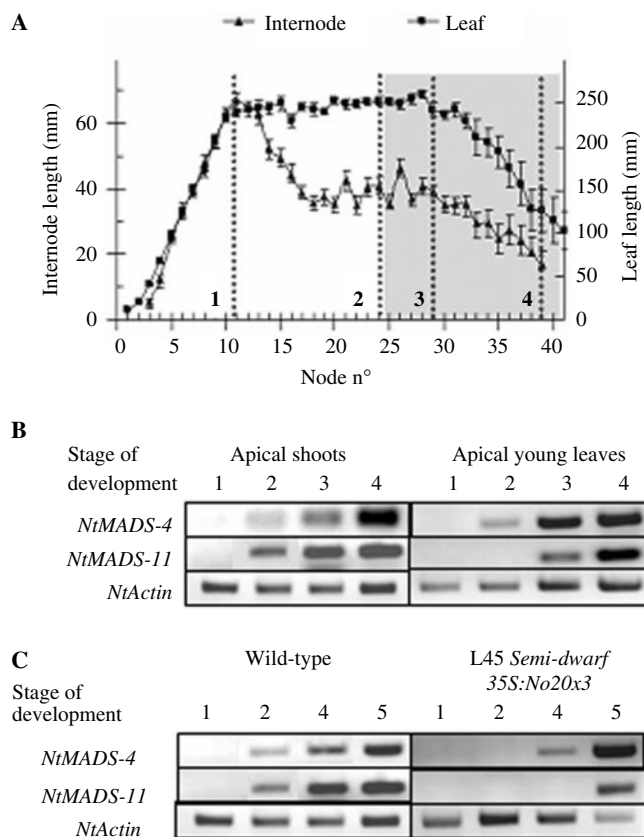 A
Internode
Leaf
Internode length (mm)
60
40
20
0
Leaf length (mm)
250
200
150
100
50
0
1
2
3
4
0
5
10
15
20
25
30
35
40
Node n°
B
Stage of
development
Apical shoots
Apical young leaves
1 2 3 4
1 2 3 4
NtMADS-4
NtMADS-11
NtActin
C
Wild-type
L45 Semi-dwarf
35S:No20x3
Stage of
development
1 2 4 5
1 2 4 5
NtMADS-4
NtMADS-11
NtActin